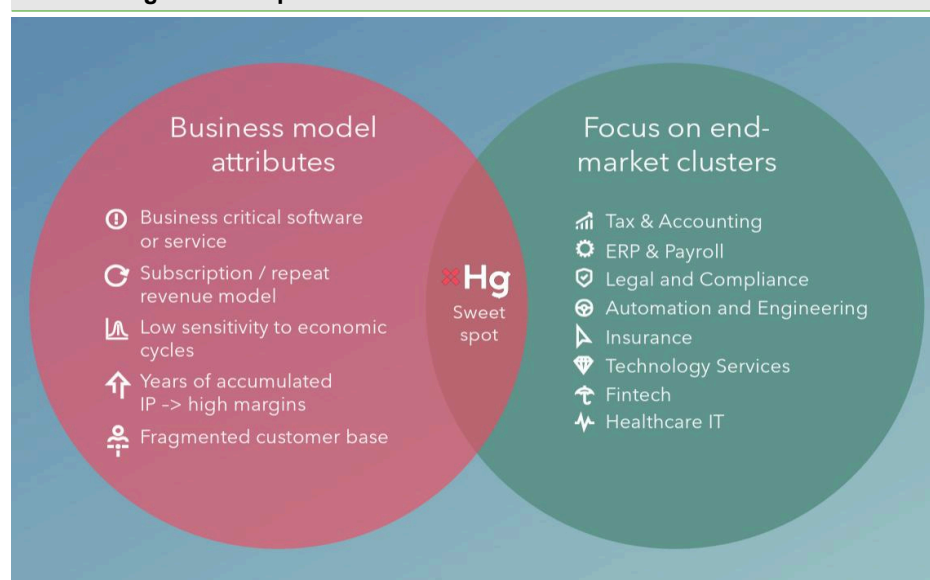 Business model
attributes
Business critical software
or service
Subscription / repeat
revenue model
Low sensitivity to economic
cycles
Years of accumulated
IP -> high margins
Fragmented customer base
Hg
Sweet
spot
Focus on end-
market clusters
Tax & Accounting
ERP & Payroll
Legal and Compliance
Automation and Engineering
Insurance
Technology Services
Fintech
Healthcare IT